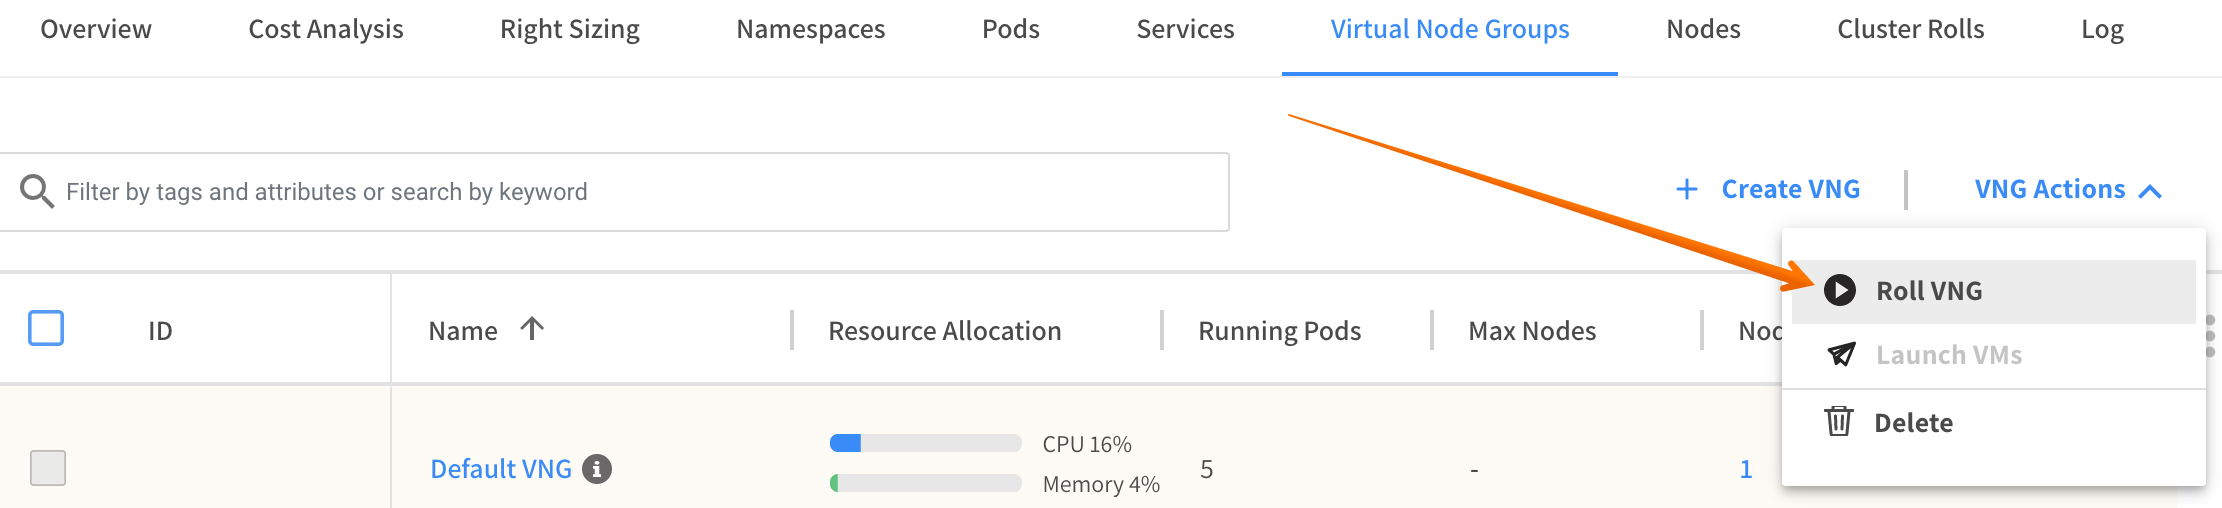 Overview Cost Analysis Right Sizing Namespaces Pods Services Virtual Node Groups Nodes Cluster Rolls Log
Filter by tags and attributes or search by keyword
Create VNG VNG Actions
Roll VNG
Launch VMs
Delete
ID Name Resource Allocation Running Pods Max Nodes
Default VNG CPU 16% Memory 4% 5 - 1